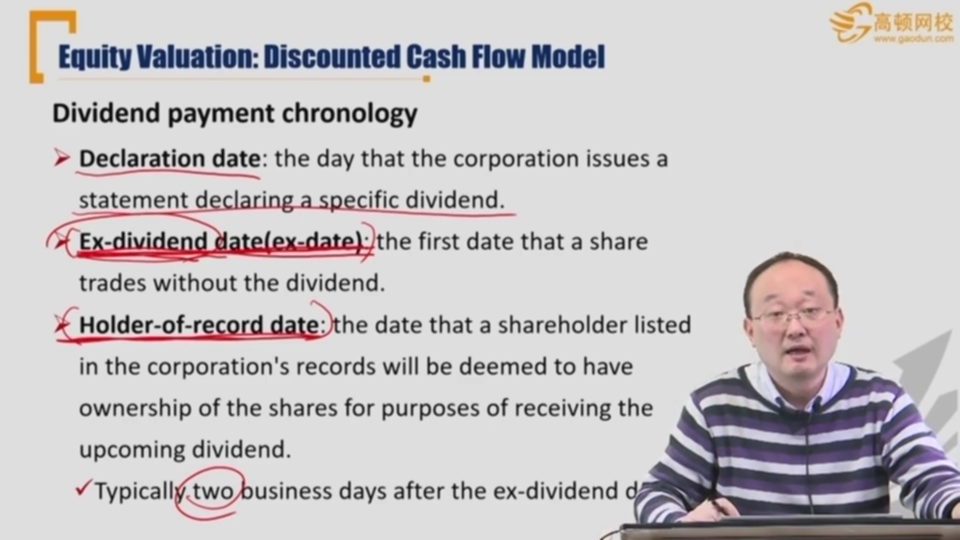 高顿网校
www.gaodun.com
Equity Valuation: Discounted Cash Flow Model
Dividend payment chronology
Declaration date: the day that the corporation issues a
statement declaring a specific dividend.
Ex-dividend date(ex-date): the first date that a share
trades without the dividend.
Holder-of-record date: the date that a shareholder listed
in the corporation's records will be deemed to have
ownership of the shares for purposes of receiving the
upcoming dividend.
Typically two business days after the ex-dividend d